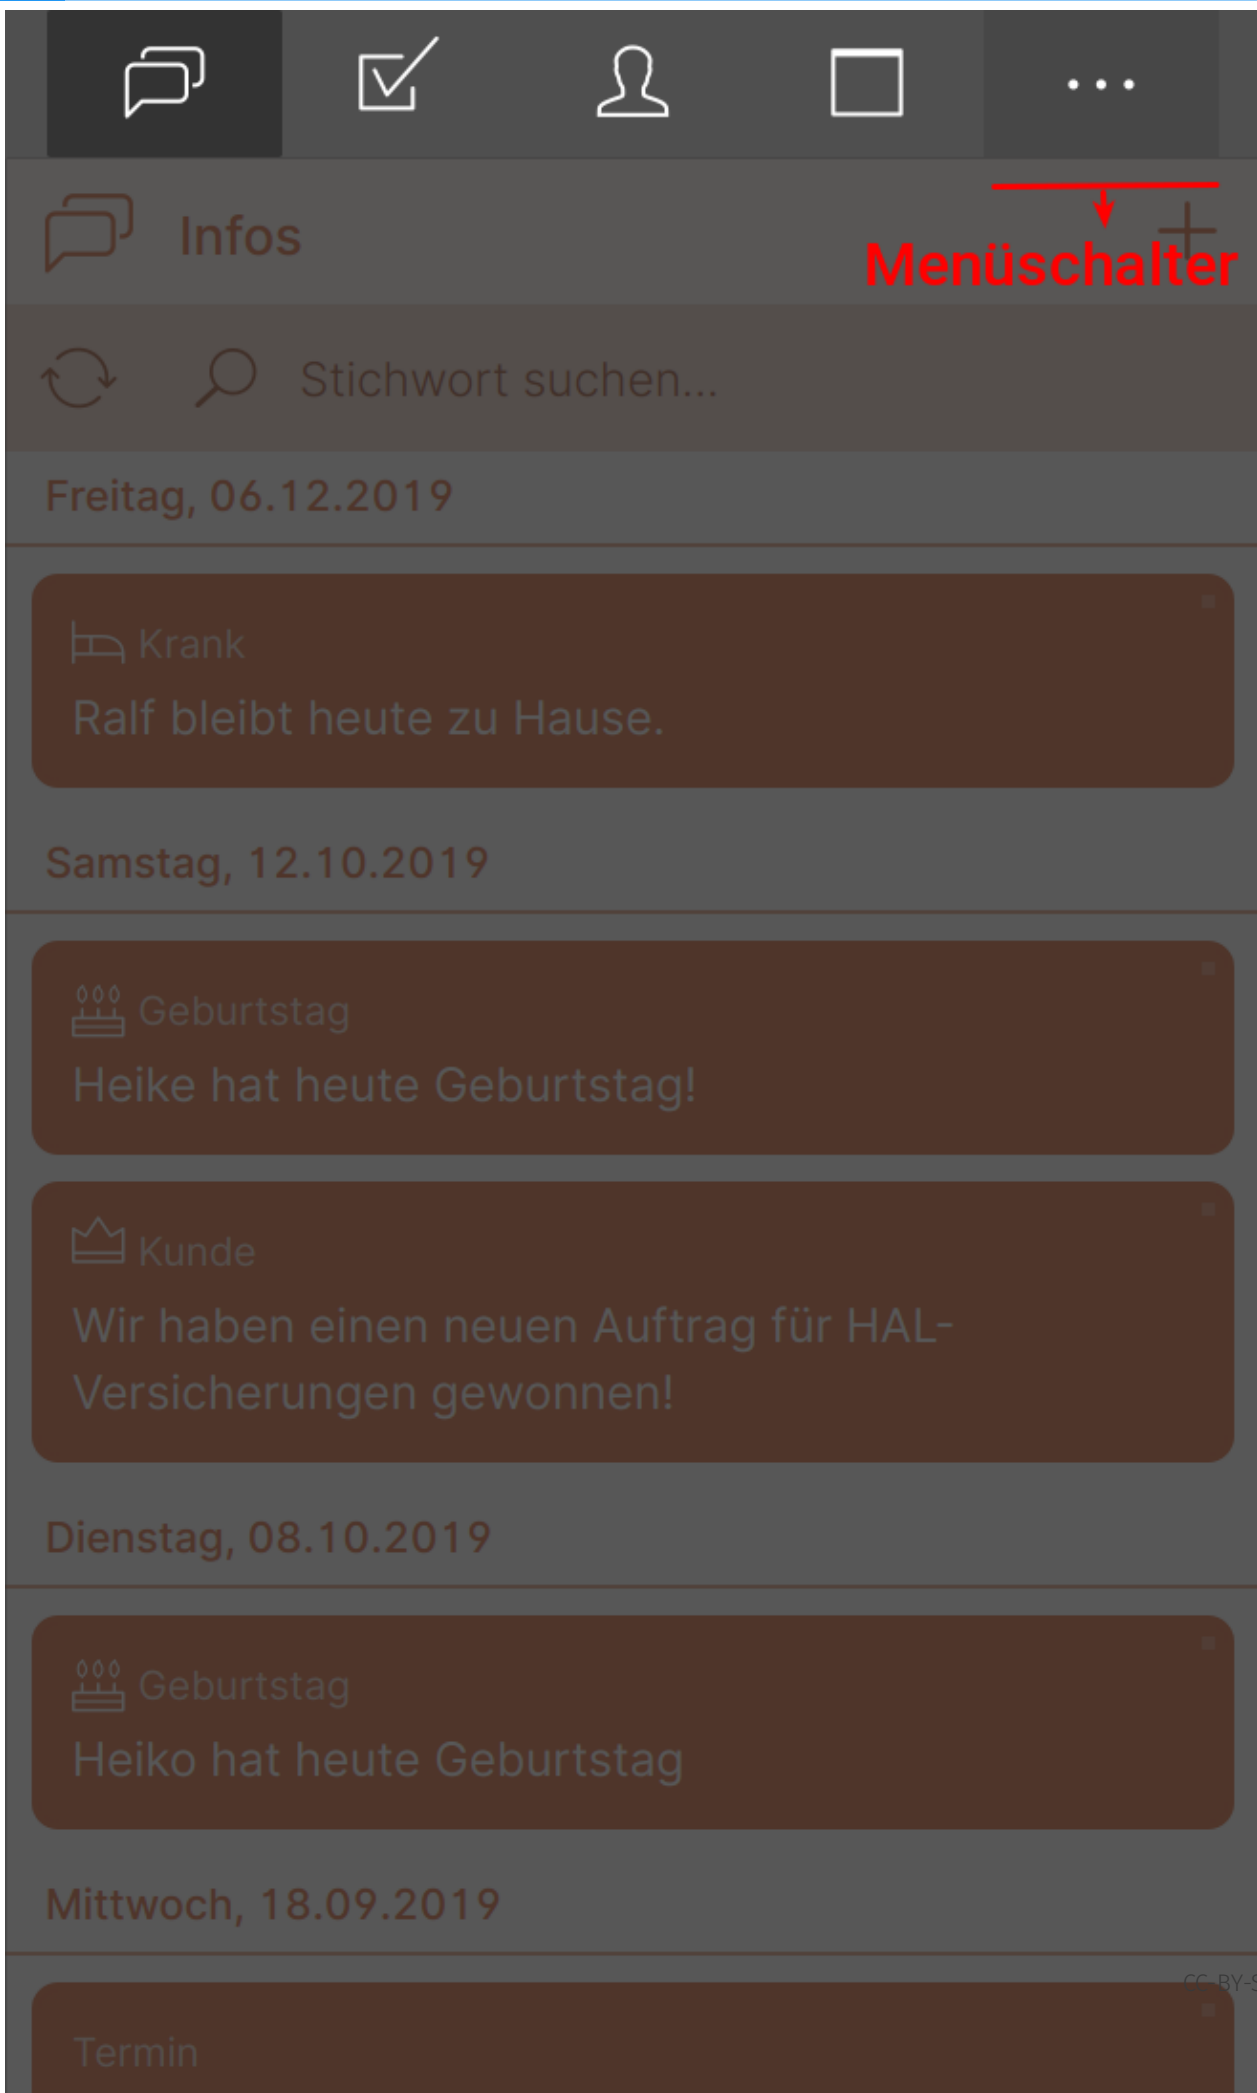 Infos
Menüschalter
Stichwort suchen...
Freitag, 06.12.2019
Krank
Ralf bleibt heute zu Hause.
Samstag, 12.10.2019
Geburtstag
Heike hat heute Geburtstag!
Kunde
Wir haben einen neuen Auftrag für HAL-
Versicherungen gewonnen!
Dienstag, 08.10.2019
Geburtstag
Heiko hat heute Geburtstag
Mittwoch, 18.09.2019
CC-BY-S
Termin